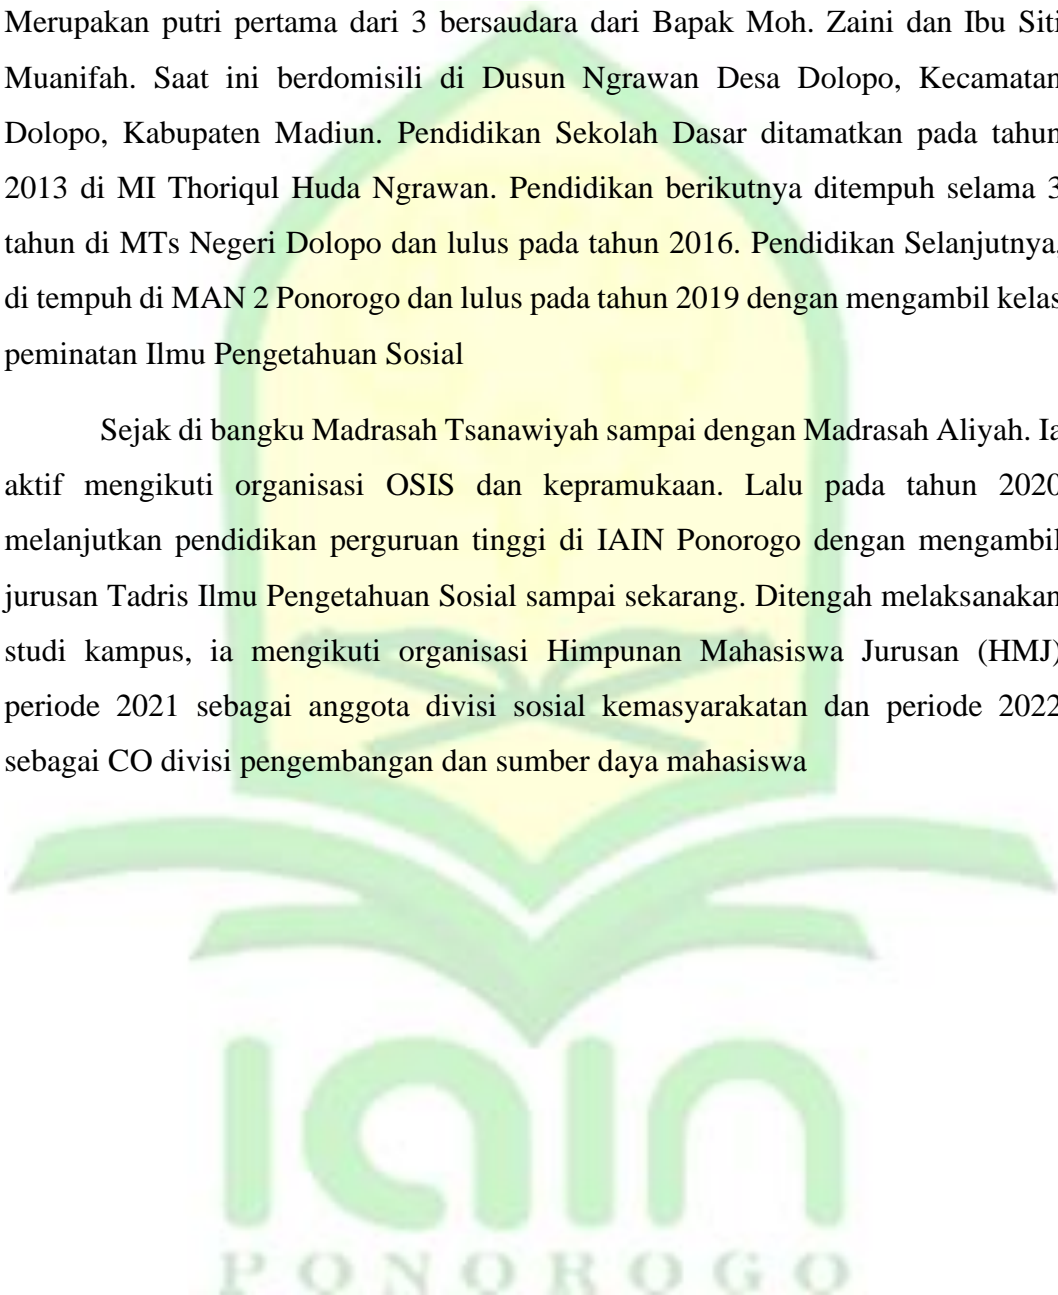 Merupakan putri pertama dari 3 bersaudara dari Bapak Moh. Zaini dan Ibu Siti
Muanifah. Saat ini berdomisili di Dusun Ngrawan Desa Dolopo, Kecamatan
Dolopo, Kabupaten Madiun. Pendidikan Sekolah Dasar ditamatkan pada tahun
2013 di MI Thoriqul Huda Ngrawan. Pendidikan berikutnya ditempuh selama 3
tahun di MTs Negeri Dolopo dan lulus pada tahun 2016. Pendidikan Selanjutnya,
di tempuh di MAN 2 Ponorogo dan lulus pada tahun 2019 dengan mengambil kelas
peminatan Ilmu Pengetahuan Sosial
Sejak di bangku Madrasah Tsanawiyah sampai dengan Madrasah Aliyah. Ia
aktif mengikuti organisasi OSIS dan kepramukaan. Lalu pada tahun 2020
melanjutkan pendidikan perguruan tinggi di IAIN Ponorogo dengan mengambil
jurusan Tadris Ilmu Pengetahuan Sosial sampai sekarang. Ditengah melaksanakan
studi kampus, ia mengikuti organisasi Himpunan Mahasiswa Jurusan (HMJ)
periode 2021 sebagai anggota divisi sosial kemasyarakatan dan periode 2022
sebagai CO divisi pengembangan dan sumber daya mahasiswa
iain
PONOROGO